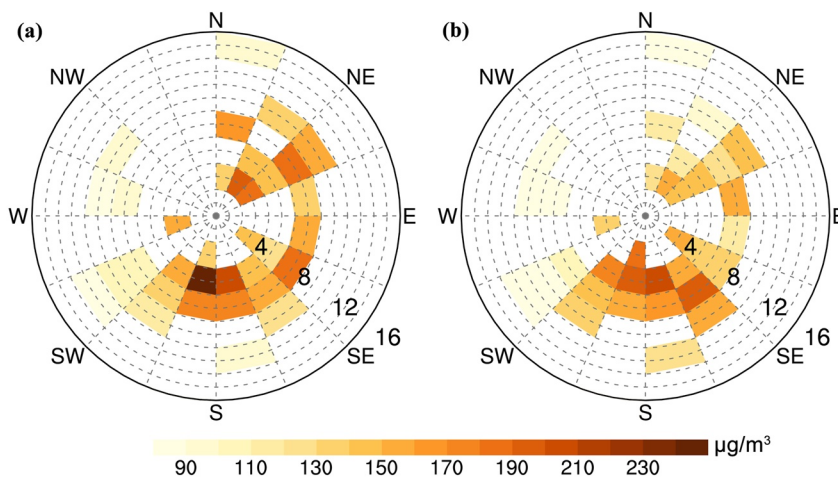 (a)
N
NW
NE
W
E
4
8
12
16
SW
SE
S
(b)
N
NW
NE
W
E
4
8
12
16
SW
SE
S
90 110 130 150 170 190 210 230
µg/m³